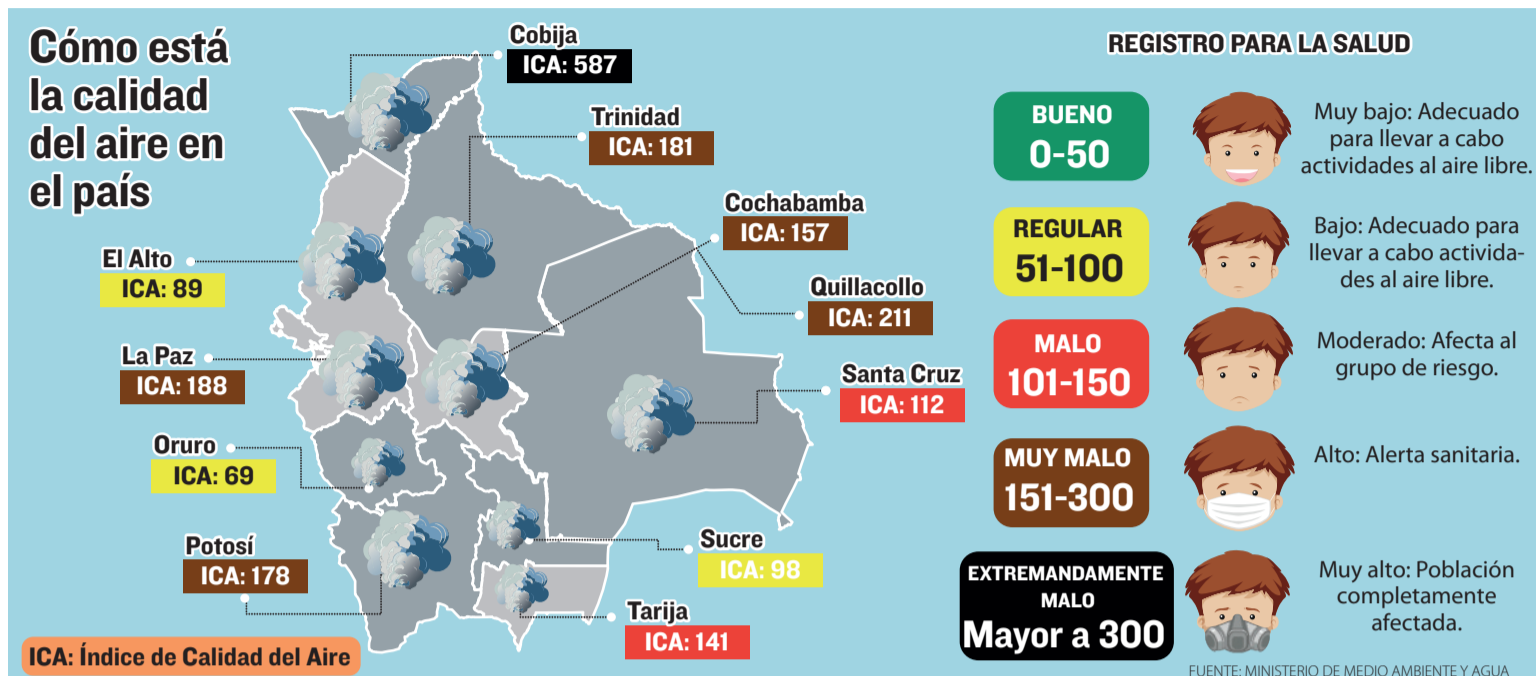 Cómo está
la calidad
del aire en
el país
Cobija
ICA: 587
Trinidad
ICA: 181
Cochabamba
ICA: 157
El Alto
ICA: 89
Quillacollo
ICA: 211
La Paz
ICA: 188
Santa Cruz
ICA: 112
Oruro
ICA: 69
Potosí
ICA: 178
Sucre
ICA: 98
Tarija
ICA: 141
ICA: Índice de Calidad del Aire
REGISTRO PARA LA SALUD
BUENO
0-50
Muy bajo: Adecuado
para llevar a cabo
actividades al aire libre.
REGULAR
51-100
Bajo: Adecuado para
llevar a cabo activida-
des al aire libre.
MALO
101-150
Moderado: Afecta al
grupo de riesgo.
MUY MALO
151-300
Alto: Alerta sanitaria.
EXTREMANDAMENTE
MALO
Mayor a 300
Muy alto: Población
completamente
afectada.
FUENTE: MINISTERIO DE MEDIO AMBIENTE Y AGUA